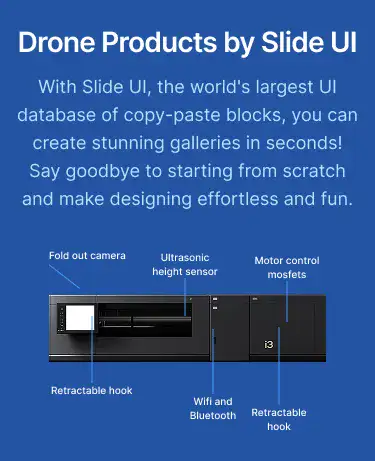 Drone Products by Slide UI
With Slide UI, the world's largest UI
database of copy-paste blocks, you can
create stunning galleries in seconds!
Say goodbye to starting from scratch
and make designing effortless and fun.
Fold out camera
Ultrasonic
height sensor
Motor control
mosfets
i3
Retractable hook
Wifi and
Bluetooth
Retractable
hook